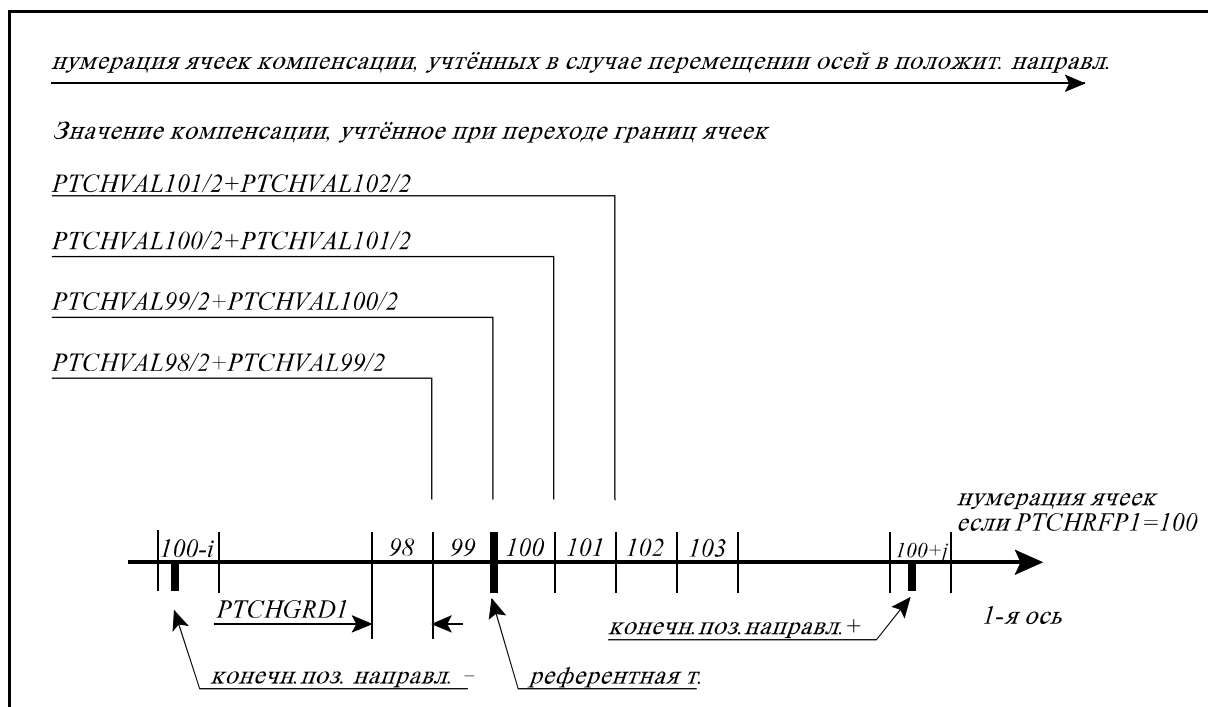 нумерация ячеек компенсации, учтённых в случае перемещении осей в положит. направл.
Значение компенсации, учтённое при переходе границ ячеек
PTCHVAL101/2+PTCHVAL102/2
PTCHVAL100/2+PTCHVAL101/2
PTCHVAL99/2+PTCHVAL100/2
PTCHVAL98/2+PTCHVAL99/2
нумерация ячеек
если PTCHRFP1=100
100-i 98 99 100 101 102 103 100+j
PTCHGRD1
1-я ось
конечн.поз.направл.+
конечн.поз. направл. -
референтная т.